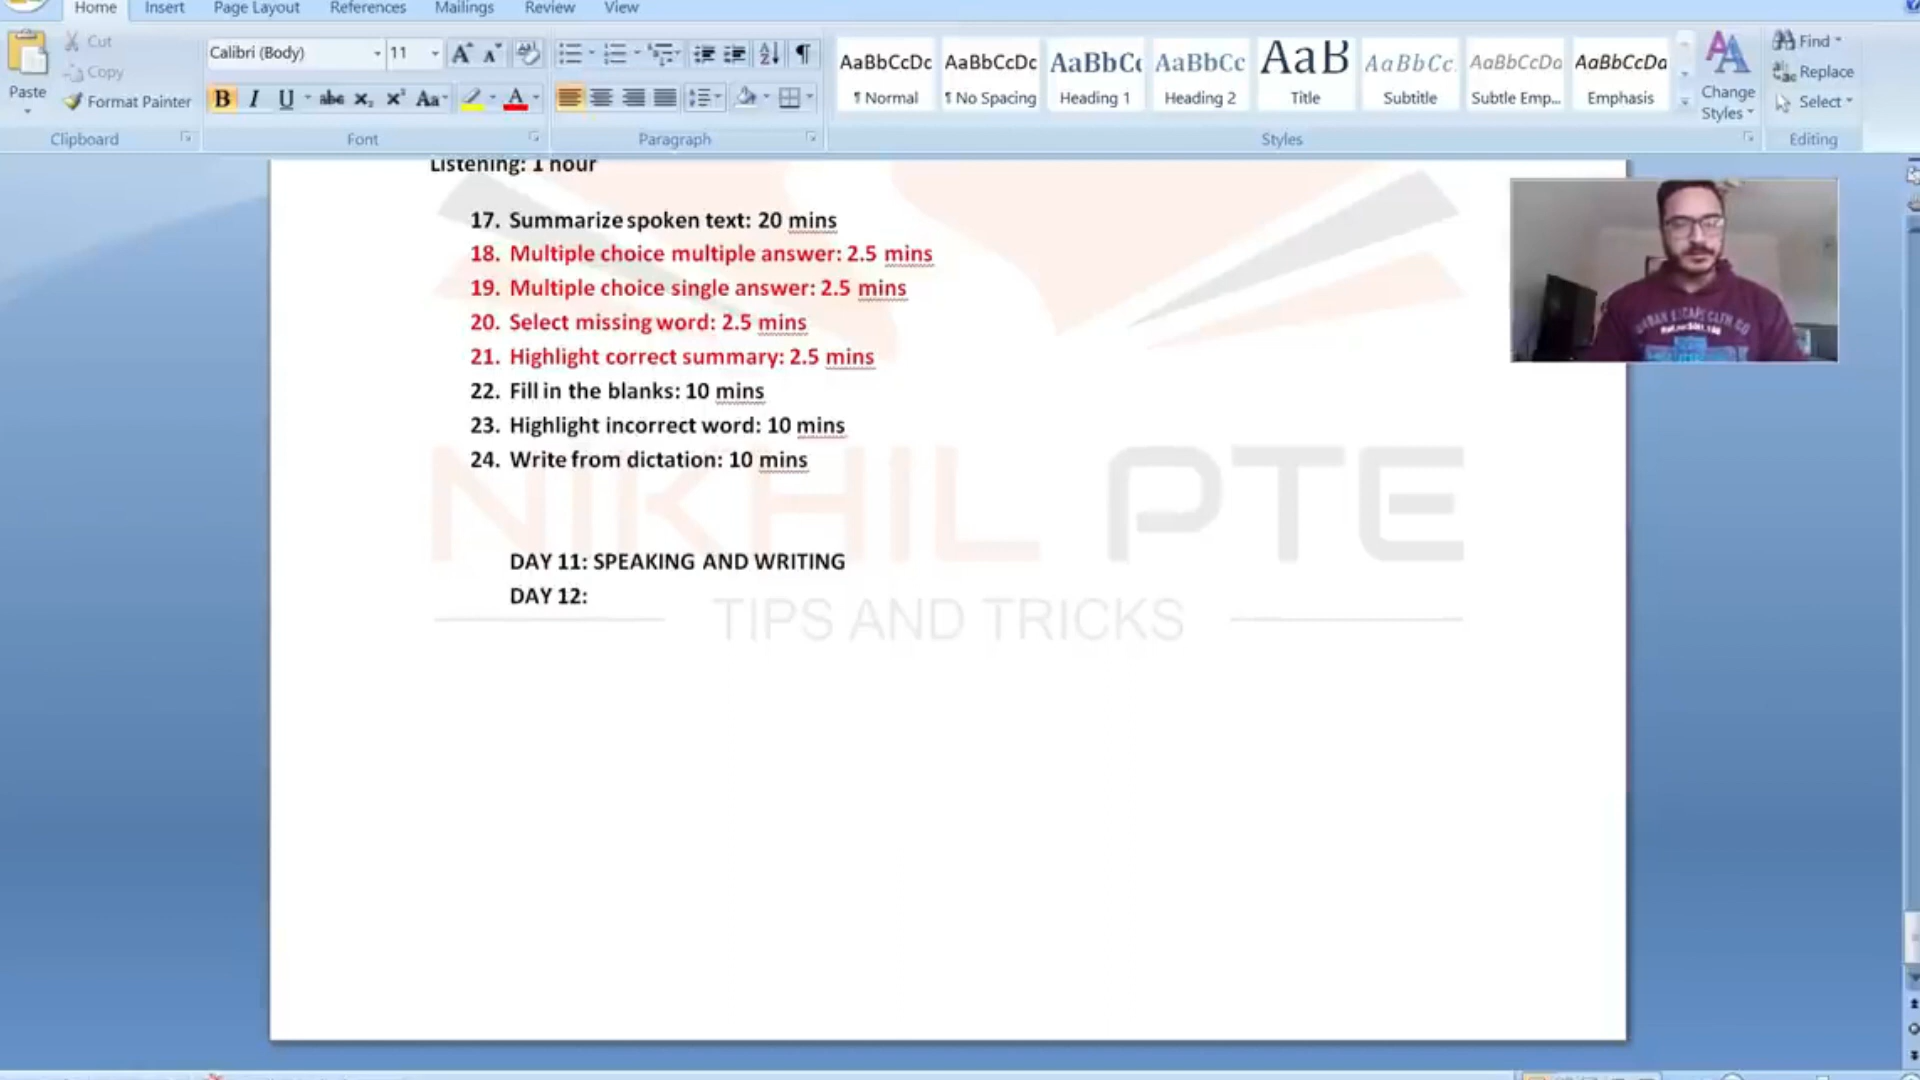 Home Insert Page Layout References Mailings Review View
Paste
Cut
Copy
Format Painter
Clipboard
Calibri (Body) 11
Font
Paragraph
AaBbCcDc AaBbCcDc AaBbCc AaBbCc AaB AaBbCc. AaBbCcDa AaBbCcDa
¶ Normal ¶ No Spacing Heading 1 Heading 2 Title Subtitle Subtle Emp... Emphasis
Styles
Change Styles
Find
Replace
Select
Editing
Listening: 1 hour
17. Summarize spoken text: 20 mins
18. Multiple choice multiple answer: 2.5 mins
19. Multiple choice single answer: 2.5 mins
20. Select missing word: 2.5 mins
21. Highlight correct summary: 2.5 mins
22. Fill in the blanks: 10 mins
23. Highlight incorrect word: 10 mins
24. Write from dictation: 10 mins
NIKHIL PTE
DAY 11: SPEAKING AND WRITING
DAY 12:
TIPS AND TRICKS